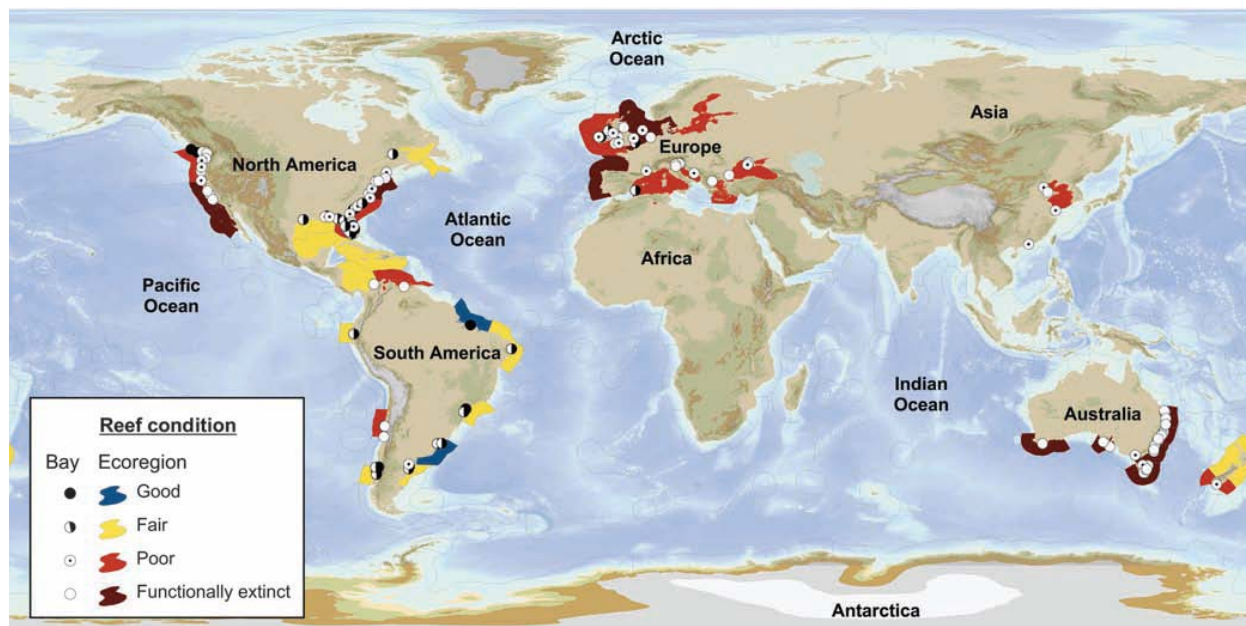 Arctic
Ocean
Asia
North America
Europe
Atlantic
Ocean
Africa
Pacific
Ocean
South America
Indian
Ocean
Australia
Reef condition
Bay Ecoregion
Good
Fair
Poor
Functionally extinct
Antarctica